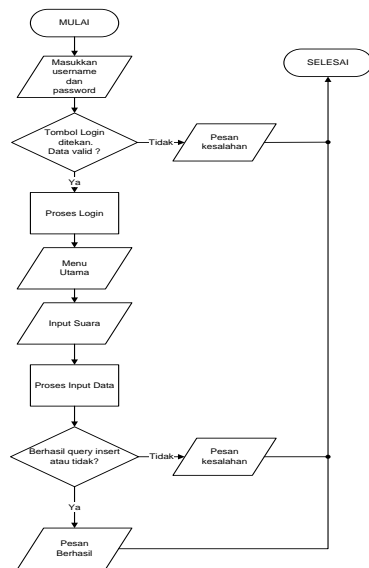 MULAI
SELESAI
Masukkan
username
dan
password
Tombol Login
ditekan.
Data valid ?
Tidak
Pesan
kesalahan
Ya
Proses Login
Menu
Utama
Input Suara
Proses Input Data
Berhasil query insert
atau tidak?
Tidak
Pesan
kesalahan
Ya
Pesan
Berhasil